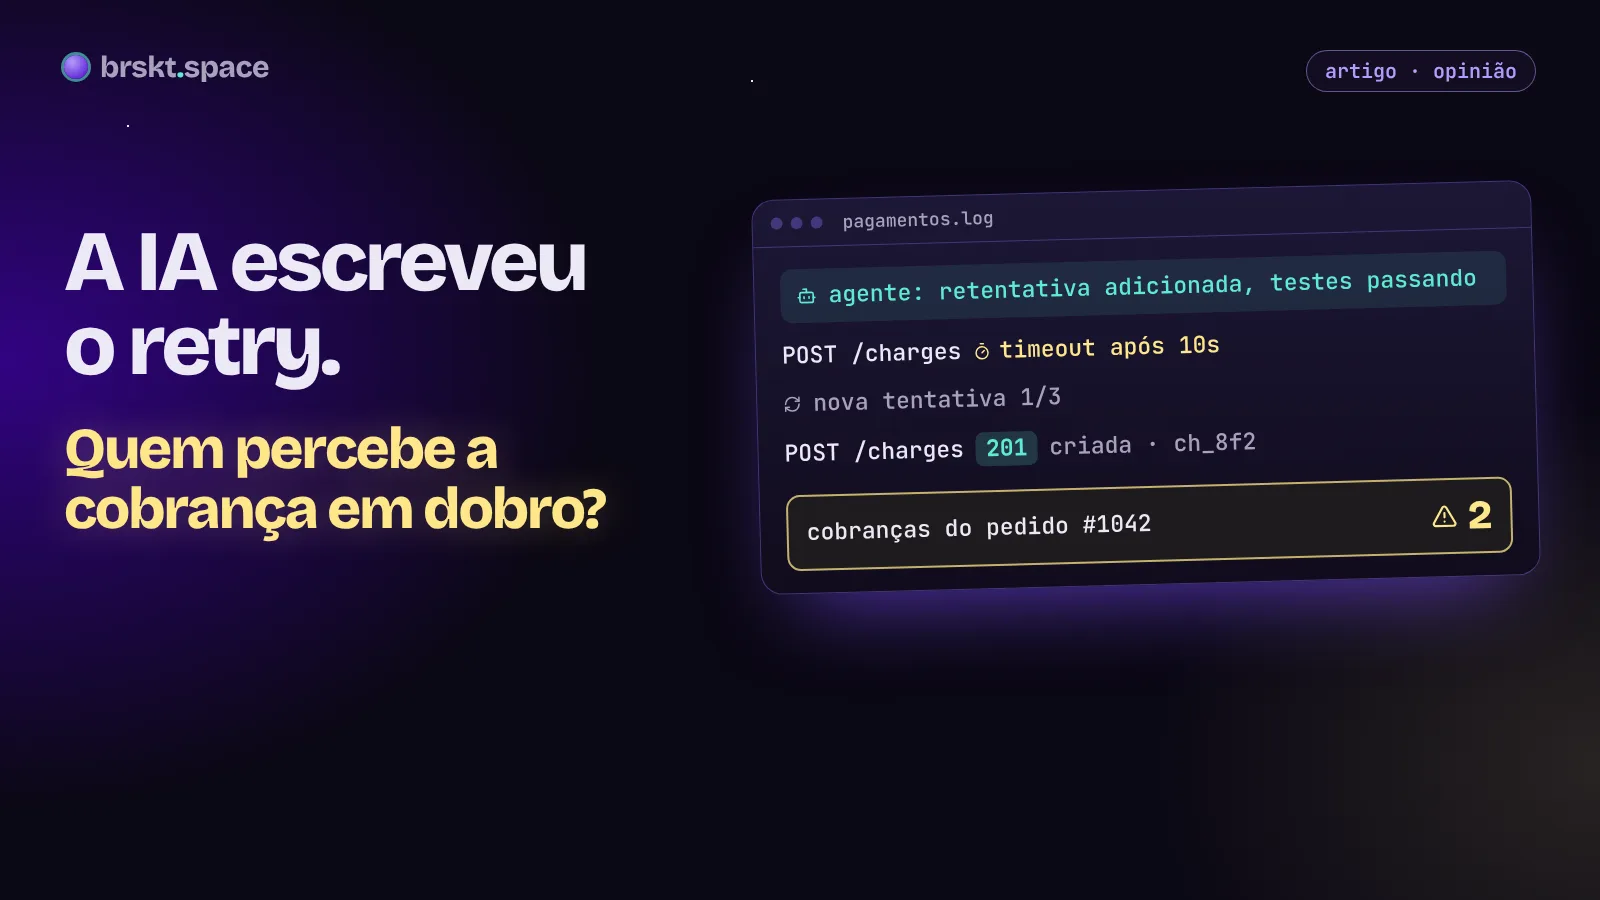 brskt.space
artigo · opinião
A IA escreveu
o retry.
Quem percebe a
cobrança em dobro?
pagamentos.log
agente: retentativa adicionada, testes passando
POST /charges timeout após 10s
nova tentativa 1/3
POST /charges 201 criada · ch_8f2
cobranças do pedido #1042 2